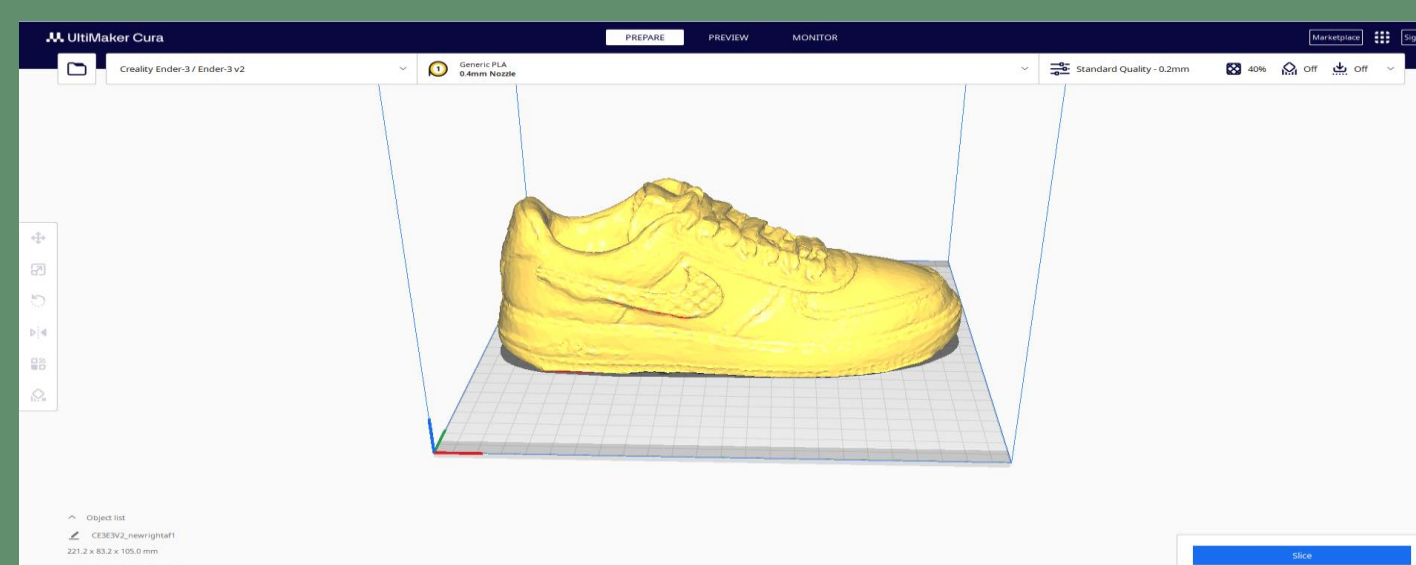 UltiMaker Cura
PREPARE
PREVIEW
MONITOR
Marketplace
Creality Ender-3 / Ender-3 v2
1
Generic PLA
0.4mm Nozzle
Standard Quality - 0.2mm
40%
Off
Off
Object list
CE3E3V2_newrightaf1
221.2 x 83.2 x 105.0 mm
Slice